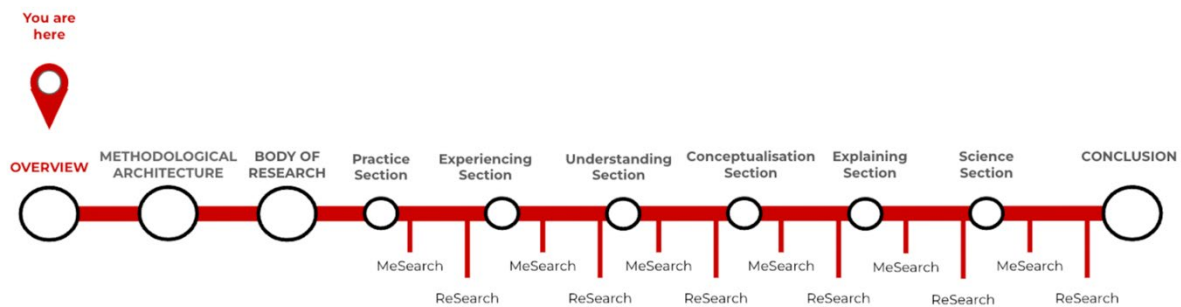 You are
here
OVERVIEW
METHODOLOGICAL
ARCHITECTURE
BODY OF
RESEARCH
Practice
Section
Experiencing
Section
Understanding
Section
Conceptualisation
Section
Explaining
Section
Science
Section
CONCLUSION
MeSearch
ReSearch
MeSearch
ReSearch
MeSearch
ReSearch
MeSearch
ReSearch
MeSearch
ReSearch
MeSearch
ReSearch